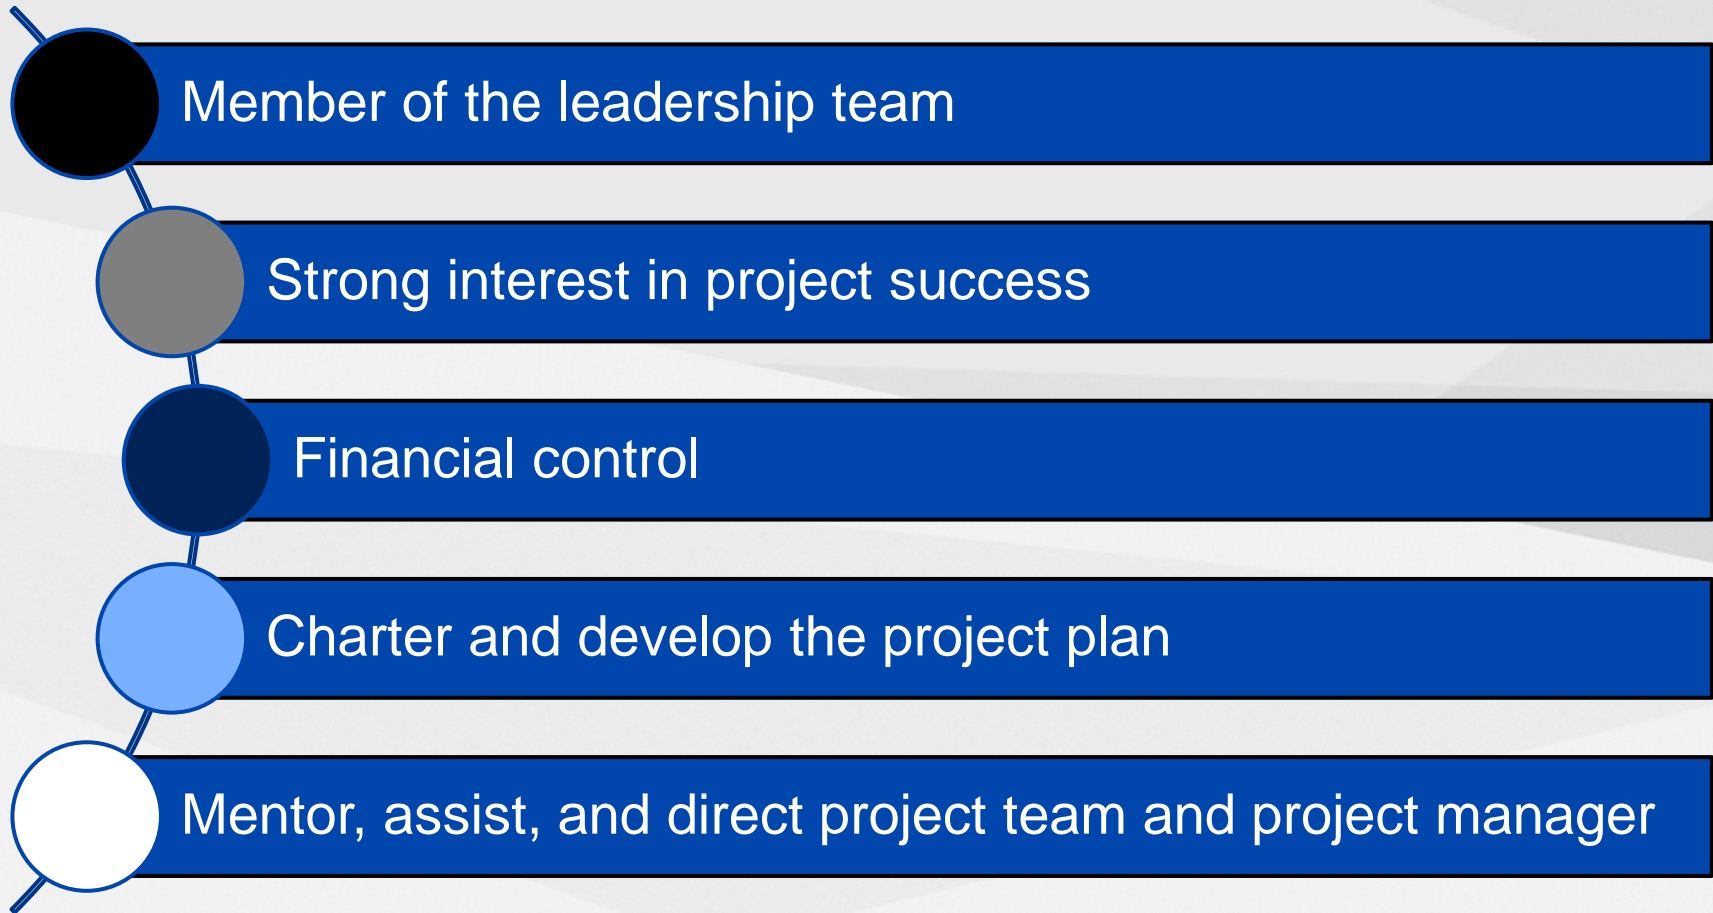 Member of the leadership team
Strong interest in project success
Financial control
Charter and develop the project plan
Mentor, assist, and direct project team and project manager